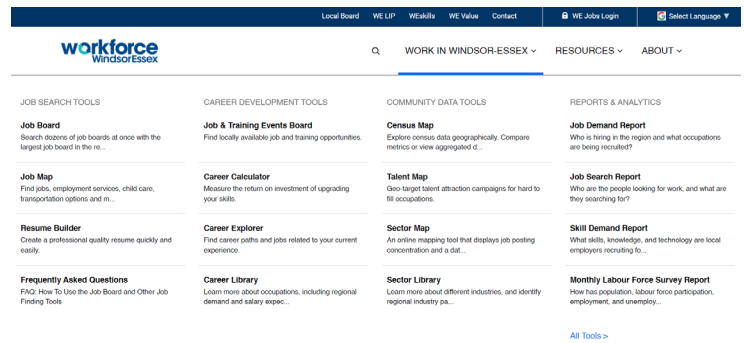 Local Board WE LIP WEskills WE Value Contact WE Jobs Login Select Language ▼
workforce
WindsorEssex
WORK IN WINDSOR-ESSEX RESOURCES ABOUT
JOB SEARCH TOOLS
Job Board
Search dozens of job boards at once with the
largest job board in the re...
Job Map
Find jobs, employment services, child care,
transportation options and m...
Resume Builder
Create a professional quality resume quickly and
easily.
Frequently Asked Questions
FAQ: How To Use the Job Board and Other Job
Finding Tools
CAREER DEVELOPMENT TOOLS
Job & Training Events Board
Find locally available job and training opportunities.
Career Calculator
Measure the return on investment of upgrading
your skills.
Career Explorer
Find career paths and jobs related to your current
experience.
Career Library
Learn more about occupations, including regional
demand and salary expec...
COMMUNITY DATA TOOLS
Census Map
Explore census data geographically. Compare
metrics or view aggregated d...
Talent Map
Geo-target talent attraction campaigns for hard to
fill occupations.
Sector Map
An online mapping tool that displays job posting
concentration and a dat...
Sector Library
Learn more about different industries, and identify
regional industry pa...
REPORTS & ANALYTICS
Job Demand Report
Who is hiring in the region and what occupations
are being recruited?
Job Search Report
Who are the people looking for work, and what are
they searching for?
Skill Demand Report
What skills, knowledge, and technology are local
employers recruiting fo...
Monthly Labour Force Survey Report
How has population, labour force participation,
employment, and unemploy...
All Tools >